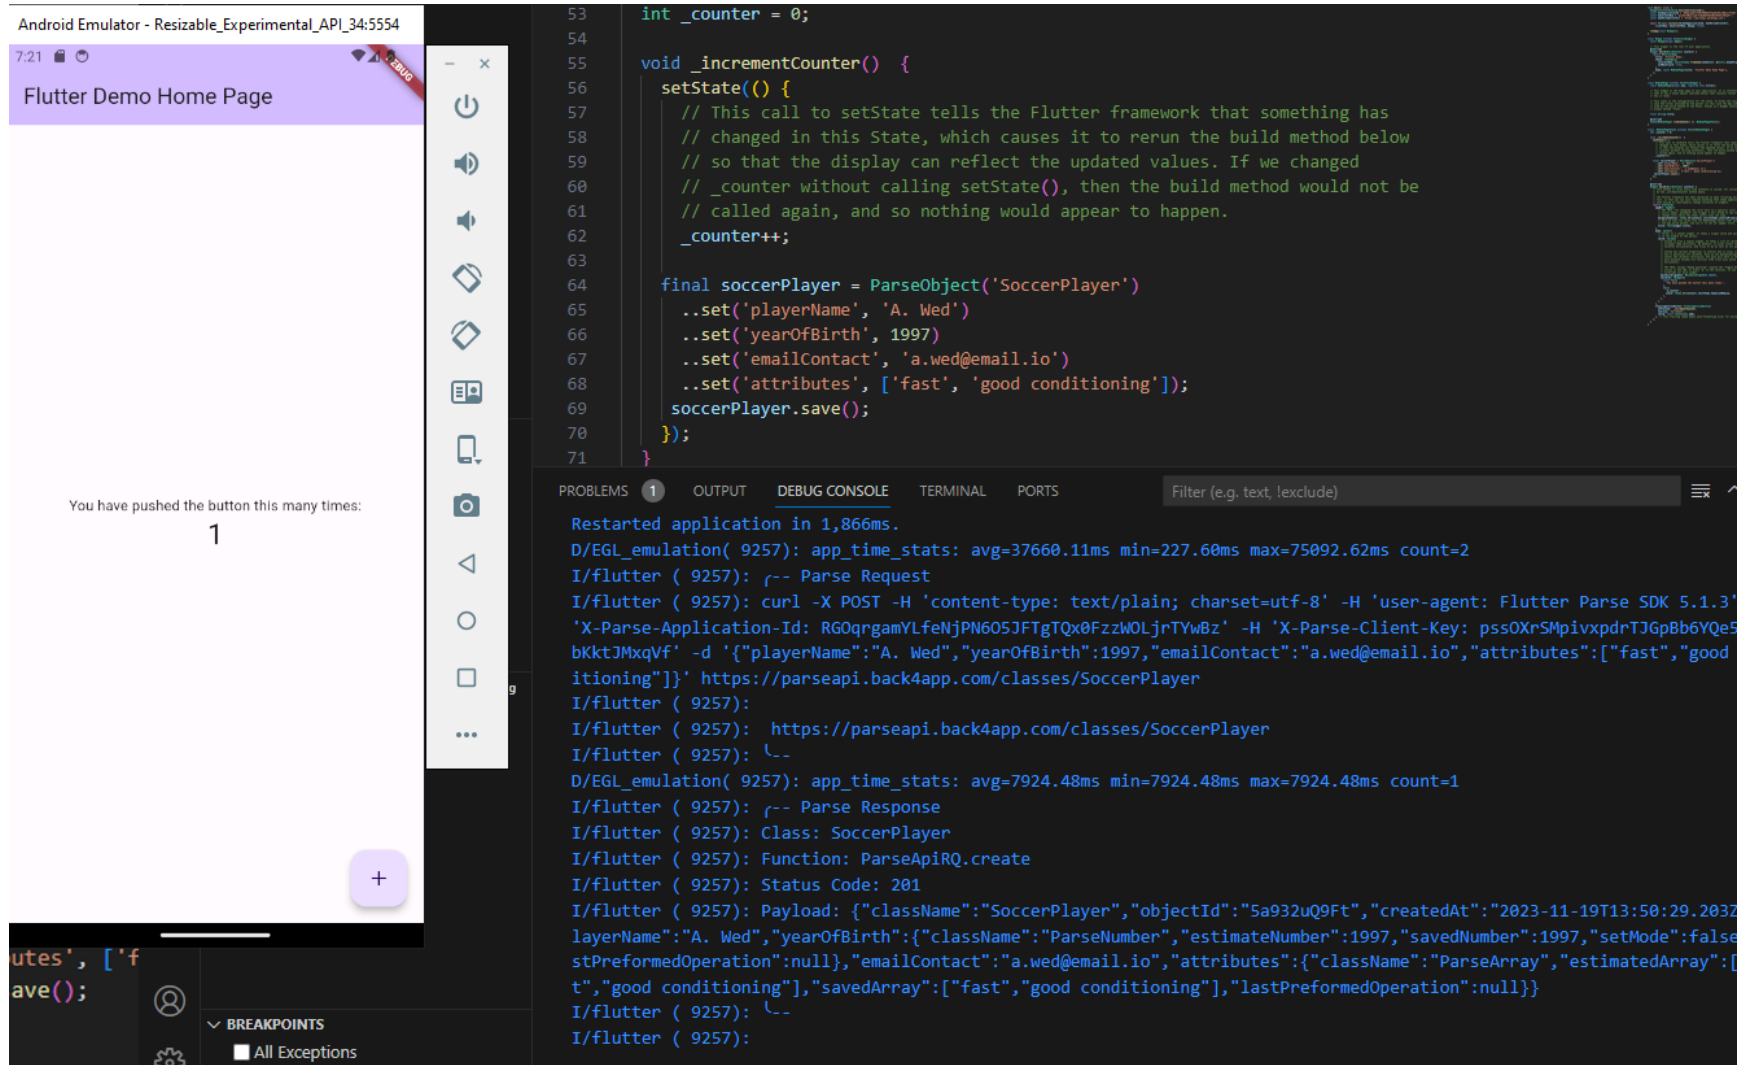 Android Emulator - Resizable_Experimental_API_34:5554
7:21
DEBUG
Flutter Demo Home Page
You have pushed the button this many times:
1
+
utes', ['f
ave();
BREAKPOINTS
All Exceptions
g
53 int _counter = 0;
54
55 void _incrementCounter() {
56 setState(() {
57 // This call to setState tells the Flutter framework that something has
58 // changed in this State, which causes it to rerun the build method below
59 // so that the display can reflect the updated values. If we changed
60 // _counter without calling setState(), then the build method would not be
61 // called again, and so nothing would appear to happen.
62 _counter++;
63
64 final soccerPlayer = ParseObject('SoccerPlayer')
65 ..set('playerName', 'A. Wed')
66 ..set('yearOfBirth', 1997)
67 ..set('emailContact', 'a.wed@email.io')
68 ..set('attributes', ['fast', 'good conditioning']);
69 soccerPlayer.save();
70 });
71 }
PROBLEMS 1 OUTPUT DEBUG CONSOLE TERMINAL PORTS Filter (e.g. text, !exclude)
Restarted application in 1,866ms.
D/EGL_emulation( 9257): app_time_stats: avg=37660.11ms min=227.60ms max=75092.62ms count=2
I/flutter ( 9257): ╭-- Parse Request
I/flutter ( 9257): curl -X POST -H 'content-type: text/plain; charset=utf-8' -H 'user-agent: Flutter Parse SDK 5.1.3'
'X-Parse-Application-Id: RGOqrgamYLfeNjPN6O5JFTgTQx0FzzWOLjrTYwBz' -H 'X-Parse-Client-Key: pssOXrSMpivxpdrTJGpBb6YQe5
bKktJMxqVf' -d '{"playerName":"A. Wed","yearOfBirth":1997,"emailContact":"a.wed@email.io","attributes":["fast","good
itioning"]}' https://parseapi.back4app.com/classes/SoccerPlayer
I/flutter ( 9257):
I/flutter ( 9257): https://parseapi.back4app.com/classes/SoccerPlayer
I/flutter ( 9257): ╰--
D/EGL_emulation( 9257): app_time_stats: avg=7924.48ms min=7924.48ms max=7924.48ms count=1
I/flutter ( 9257): ╭-- Parse Response
I/flutter ( 9257): Class: SoccerPlayer
I/flutter ( 9257): Function: ParseApiRQ.create
I/flutter ( 9257): Status Code: 201
I/flutter ( 9257): Payload: {"className":"SoccerPlayer","objectId":"5a932uQ9Ft","createdAt":"2023-11-19T13:50:29.203Z
layerName":"A. Wed","yearOfBirth":{"className":"ParseNumber","estimateNumber":1997,"savedNumber":1997,"setMode":false
stPreformedOperation":null},"emailContact":"a.wed@email.io","attributes":{"className":"ParseArray","estimatedArray":[
t","good conditioning"],"savedArray":["fast","good conditioning"],"lastPreformedOperation":null}}
I/flutter ( 9257): ╰--
I/flutter ( 9257):